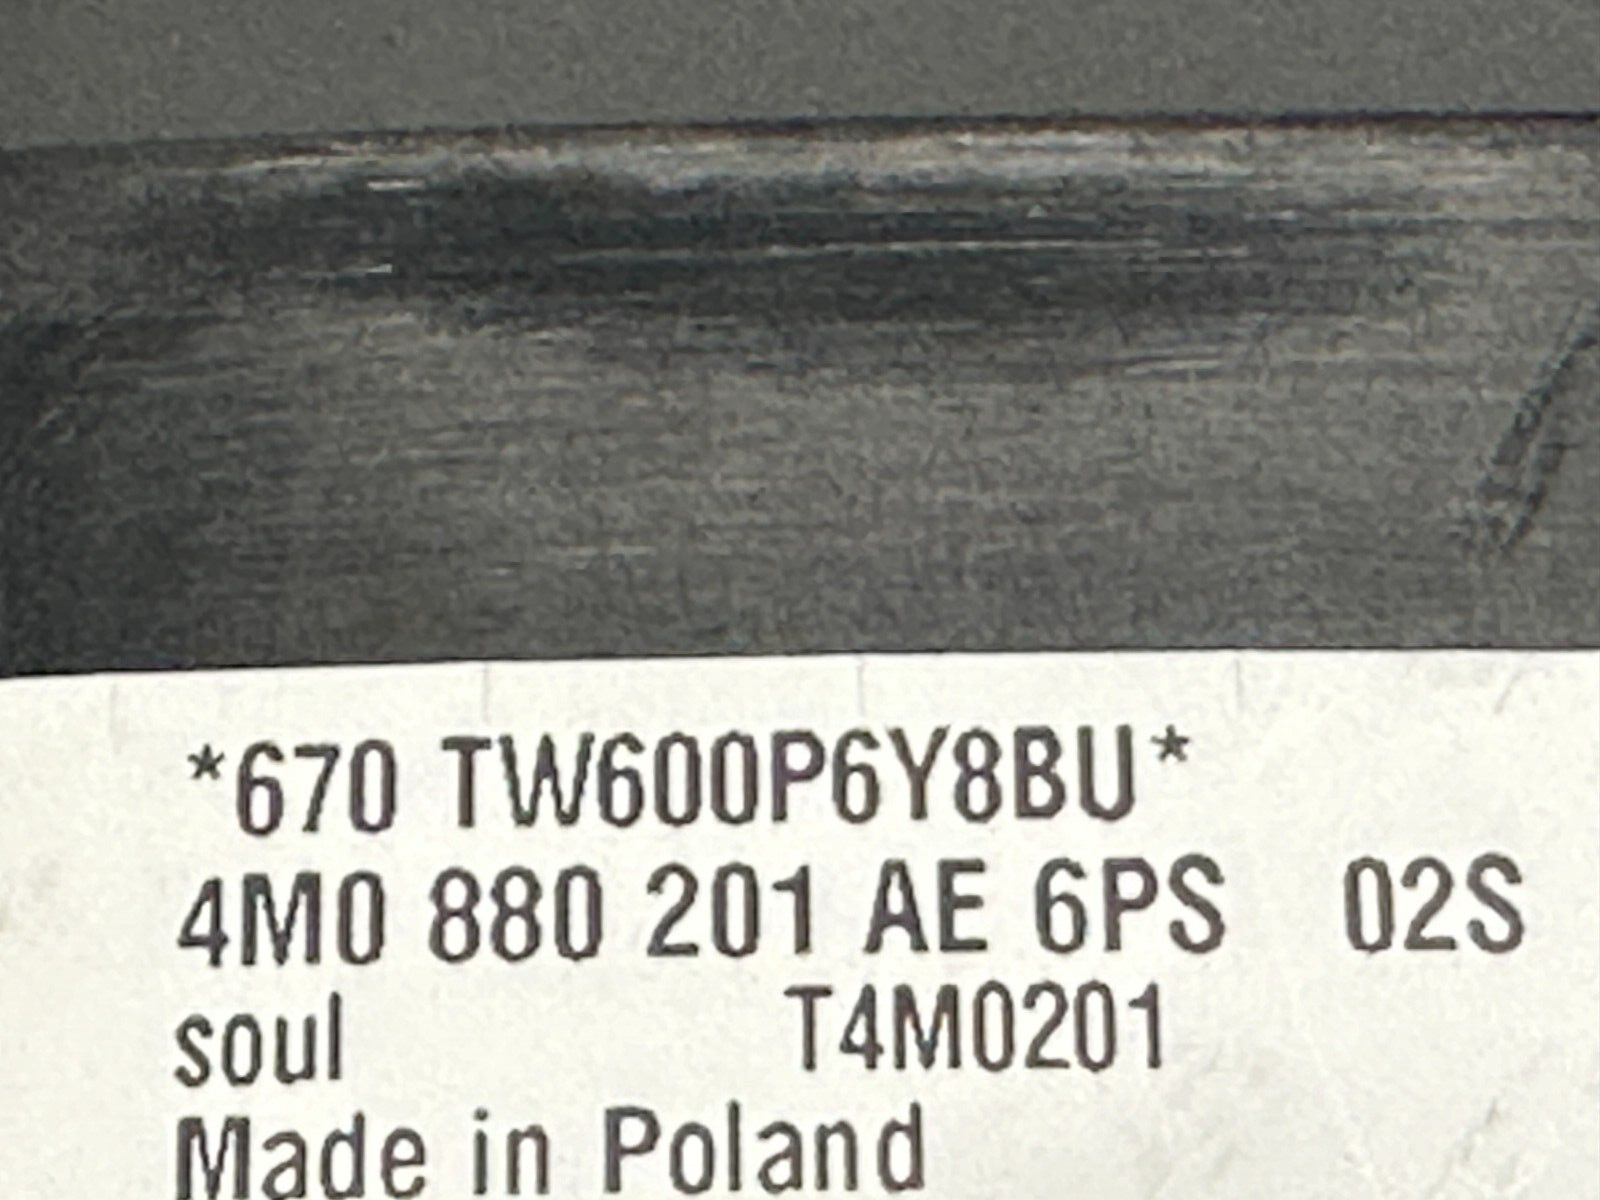 *670 TW600P6Y8BU*
4M0 880 201 AE 6PS 02S
soul T4M0201
Made in Poland